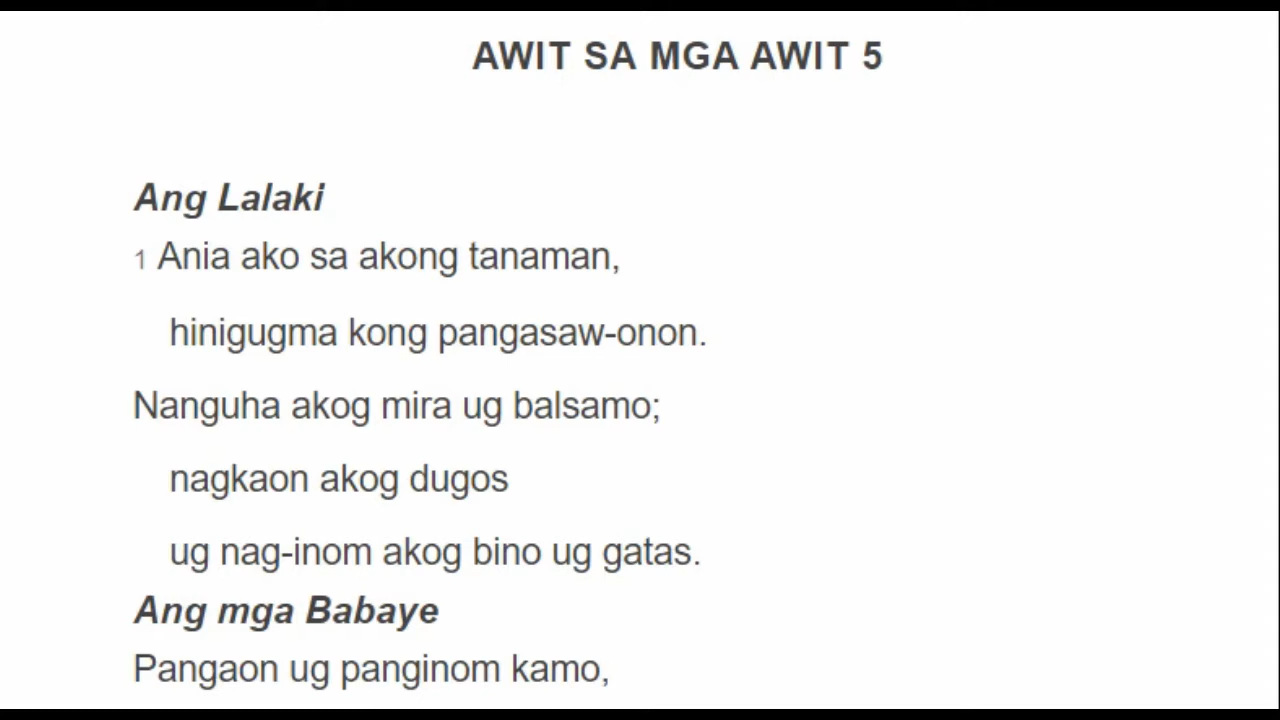 AWIT SA MGA AWIT 5
Ang Lalaki
1 Ania ako sa akong tanaman,
hinigugma kong pangasaw-onon.
Nanguha akog mira ug balsamo;
nagkaon akog dugos
ug nag-inom akog bino ug gatas.
Ang mga Babaye
Pangaon ug panginom kamo,